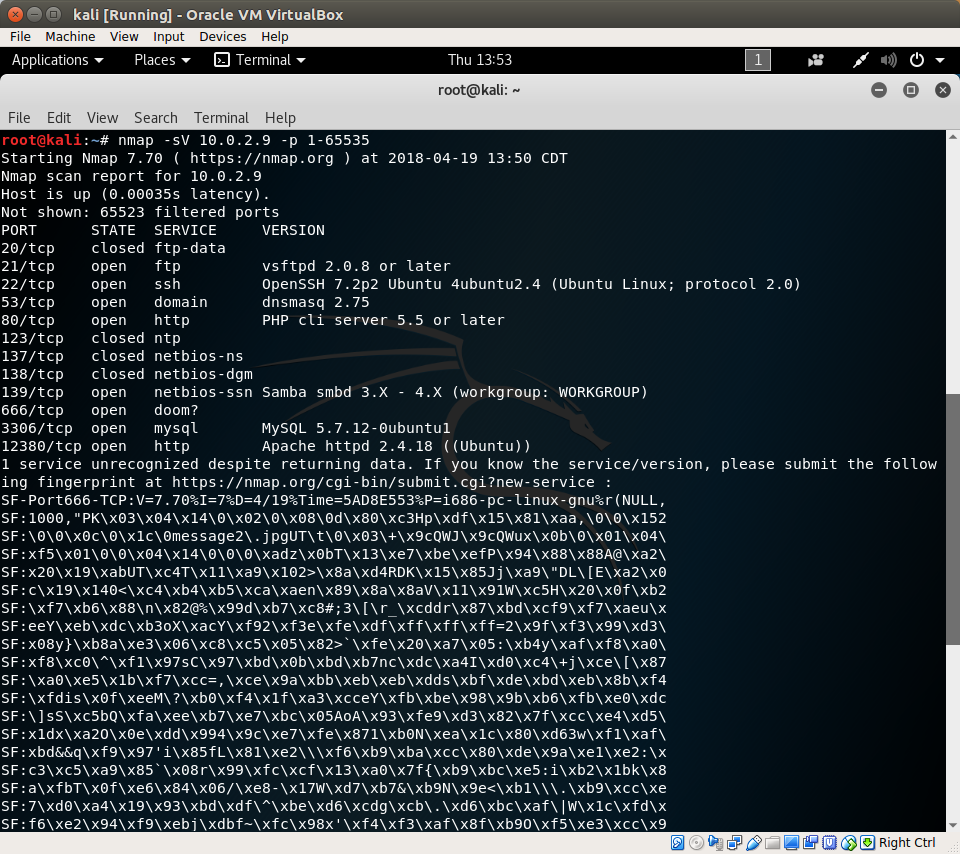 kali [Running] - Oracle VM VirtualBox
File Machine View Input Devices Help
Applications Places Terminal Thu 13:53 1
root@kali: ~
File Edit View Search Terminal Help
root@kali:~# nmap -sV 10.0.2.9 -p 1-65535
Starting Nmap 7.70 ( https://nmap.org ) at 2018-04-19 13:50 CDT
Nmap scan report for 10.0.2.9
Host is up (0.00035s latency).
Not shown: 65523 filtered ports
PORT STATE SERVICE VERSION
20/tcp closed ftp-data
21/tcp open ftp vsftpd 2.0.8 or later
22/tcp open ssh OpenSSH 7.2p2 Ubuntu 4ubuntu2.4 (Ubuntu Linux; protocol 2.0)
53/tcp open domain dnsmasq 2.75
80/tcp open http PHP cli server 5.5 or later
123/tcp closed ntp
137/tcp closed netbios-ns
138/tcp closed netbios-dgm
139/tcp open netbios-ssn Samba smbd 3.X - 4.X (workgroup: WORKGROUP)
666/tcp open doom?
3306/tcp open mysql MySQL 5.7.12-0ubuntu1
12380/tcp open http Apache httpd 2.4.18 ((Ubuntu))
1 service unrecognized despite returning data. If you know the service/version, please submit the follow
ing fingerprint at https://nmap.org/cgi-bin/submit.cgi?new-service :
SF-Port666-TCP:V=7.70%I=7%D=4/19%Time=5AD8E553%P=i686-pc-linux-gnu%r(NULL,
SF:1000,"PK\x03\x04\x14\0\x02\0\x08\0d\x80\xc3Hp\xdf\x15\x81\xaa,\0\0\x152
SF:\0\0\x0c\0\x1c\0message2\.jpgUT\t\0\x03\+\x9cQWJ\x9cQWux\x0b\0\x01\x04\
SF:xf5\x01\0\0\x04\x14\0\0\0\xadz\x0bT\x13\xe7\xbe\xefP\x94\x88\x88A@\xa2\
SF:x20\x19\xabUT\xc4T\x11\xa9\x102>\x8a\xd4RDK\x15\x85Jj\xa9\"DL\[E\xa2\x0
SF:c\x19\x140<\xc4\xb4\xb5\xca\xaen\x89\x8a\x8aV\x11\x91W\xc5H\x20\x0f\xb2
SF:\xf7\xb6\x88\n\x82@%\x99d\xb7\xc8#;3\[\r_\xcddr\x87\xbd\xcf9\xf7\xaeu\x
SF:eeY\xeb\xdc\xb3oX\xacY\xf92\xf3e\xfe\xdf\xff\xff\xff=2\x9f\xf3\x99\xd3\
SF:x08y}\xb8a\xe3\x06\xc8\xc5\x05\x82>`\xfe\x20\xa7\x05:\xb4y\xaf\xf8\xa0\
SF:xf8\xc0\^\xf1\x97sC\x97\xbd\x0b\xbd\xb7nc\xdc\xa4I\xd0\xc4\+j\xce\[\x87
SF:\xa0\xe5\x1b\xf7\xcc=,\xce\x9a\xbb\xeb\xeb\xdds\xbf\xde\xbd\xeb\x8b\xf4
SF:\xfdis\x0f\xeeM\?\xb0\xf4\x1f\xa3\xcceY\xfb\xbe\x98\x9b\xb6\xfb\xe0\xdc
SF:\]sS\xc5bQ\xfa\xee\xb7\xe7\xbc\x05AoA\x93\xfe9\xd3\x82\x7f\xcc\xe4\xd5\
SF:x1dx\xa2O\x0e\xdd\x994\x9c\xe7\xfe\x871\xb0N\xea\x1c\x80\xd63w\xf1\xaf\
SF:xbd&&q\xf9\x97'i\x85fL\x81\xe2\\\xf6\xb9\xba\xcc\x80\xde\x9a\xe1\xe2:\x
SF:c3\xc5\xa9\x85`\x08r\x99\xfc\xcf\x13\xa0\x7f{\xb9\xbc\xe5:i\xb2\x1bk\x8
SF:a\xfbT\x0f\xe6\x84\x06/\xe8-\x17W\xd7\xb7&\xb9N\x9e<\xb1\\\.\xb9\xcc\xe
SF:7\xd0\xa4\x19\x93\xbd\xdf\^\xbe\xd6\xcdg\xcb\.\xd6\xbc\xaf\|W\x1c\xfd\x
SF:f6\xe2\x94\xf9\xebj\xdbf~\xfc\x98x'\xf4\xf3\xaf\x8f\xb9O\xf5\xe3\xcc\x9
Right Ctrl